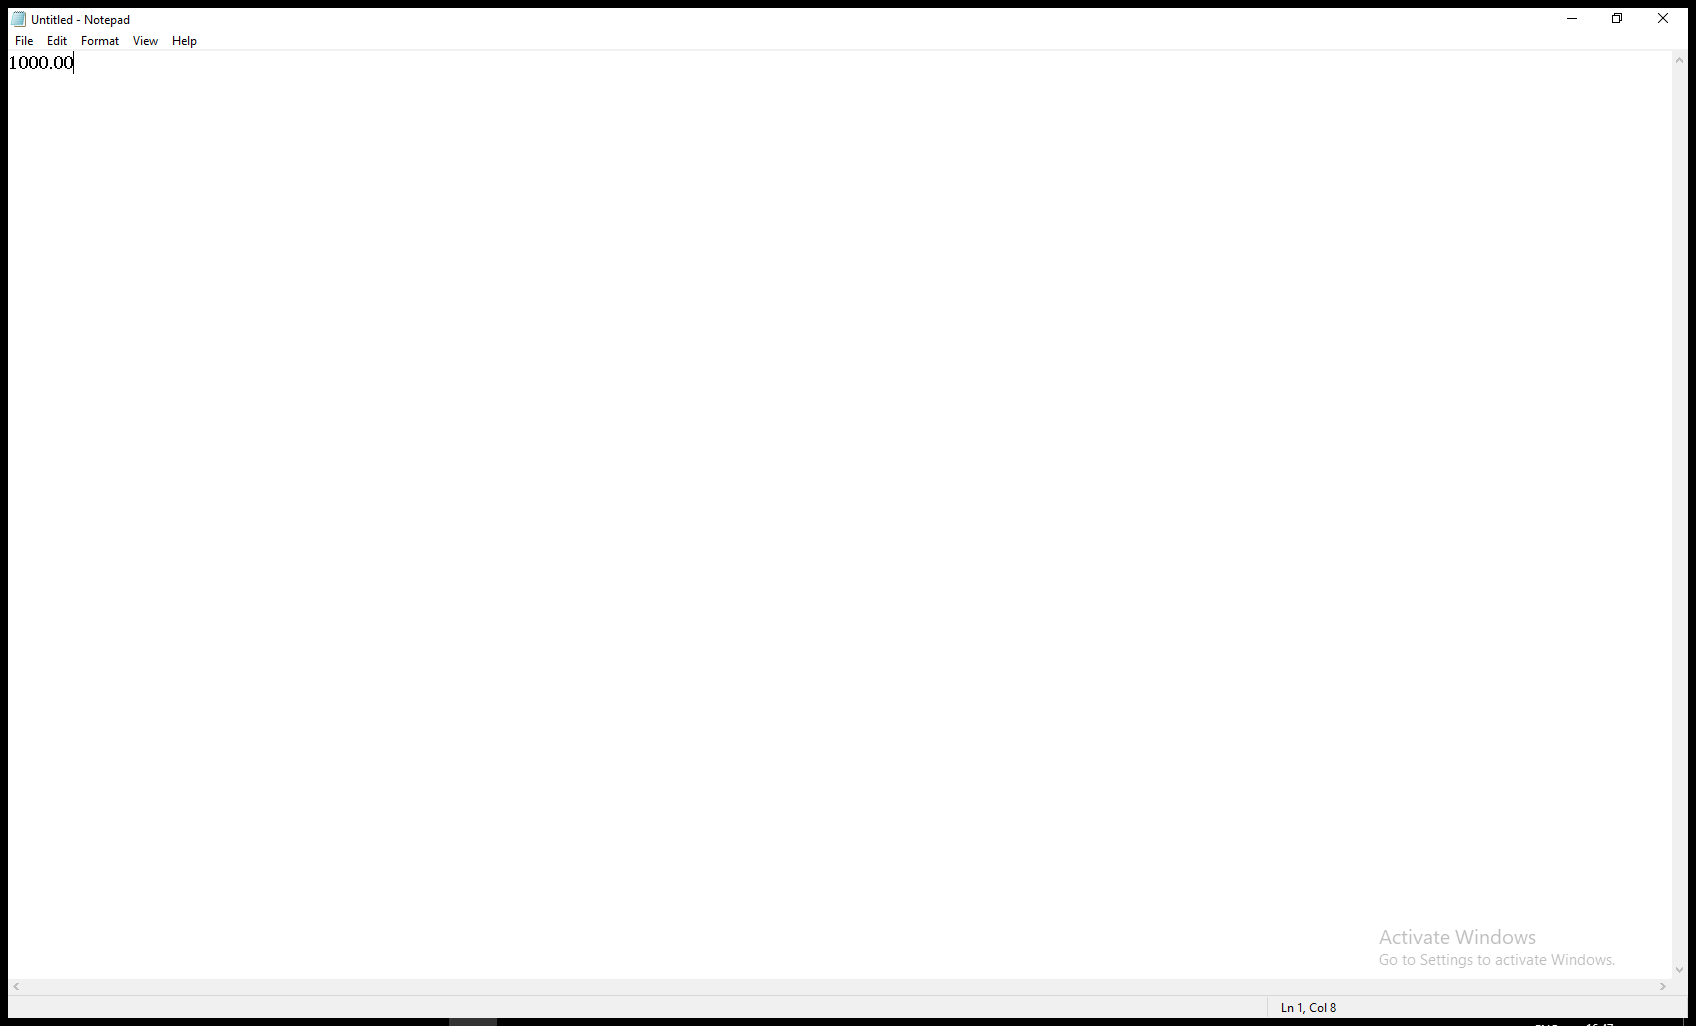 Untitled - Notepad
File Edit Format View Help
1000.00
Activate Windows
Go to Settings to activate Windows.
Ln 1, Col 8